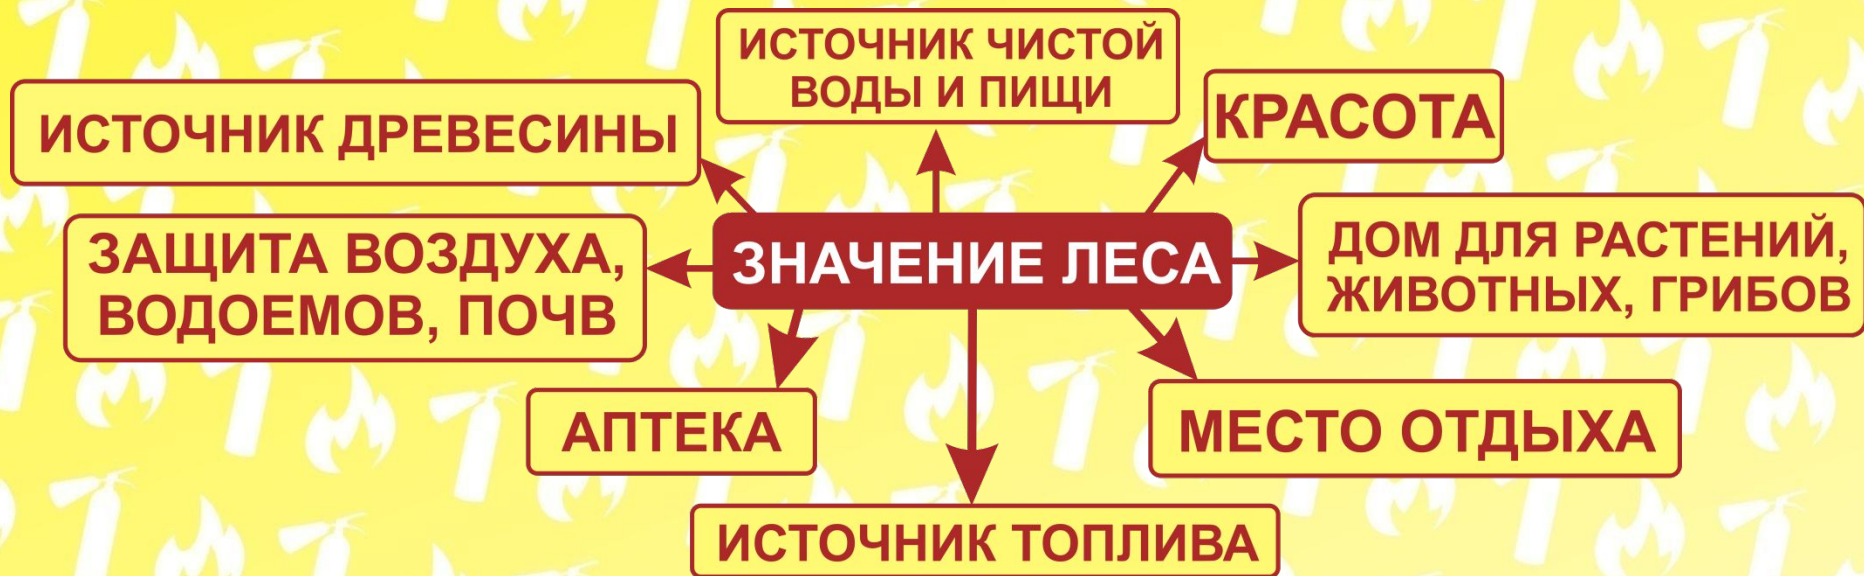 ИСТОЧНИК ЧИСТОЙ
ВОДЫ И ПИЩИ
КРАСОТА
ИСТОЧНИК ДРЕВЕСИНЫ
ЗАЩИТА ВОЗДУХА,
ВОДОЕМОВ, ПОЧВ
ЗНАЧЕНИЕ ЛЕСА
ДОМ ДЛЯ РАСТЕНИЙ,
ЖИВОТНЫХ, ГРИБОВ
АПТЕКА
МЕСТО ОТДЫХА
ИСТОЧНИК ТОПЛИВА